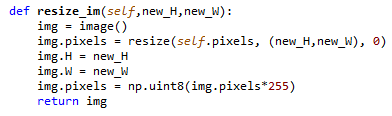 def resize_im(self,new_H,new_W):
    img = image()
    img.pixels = resize(self.pixels, (new_H,new_W), 0)
    img.H = new_H
    img.W = new_W
    img.pixels = np.uint8(img.pixels*255)
    return img